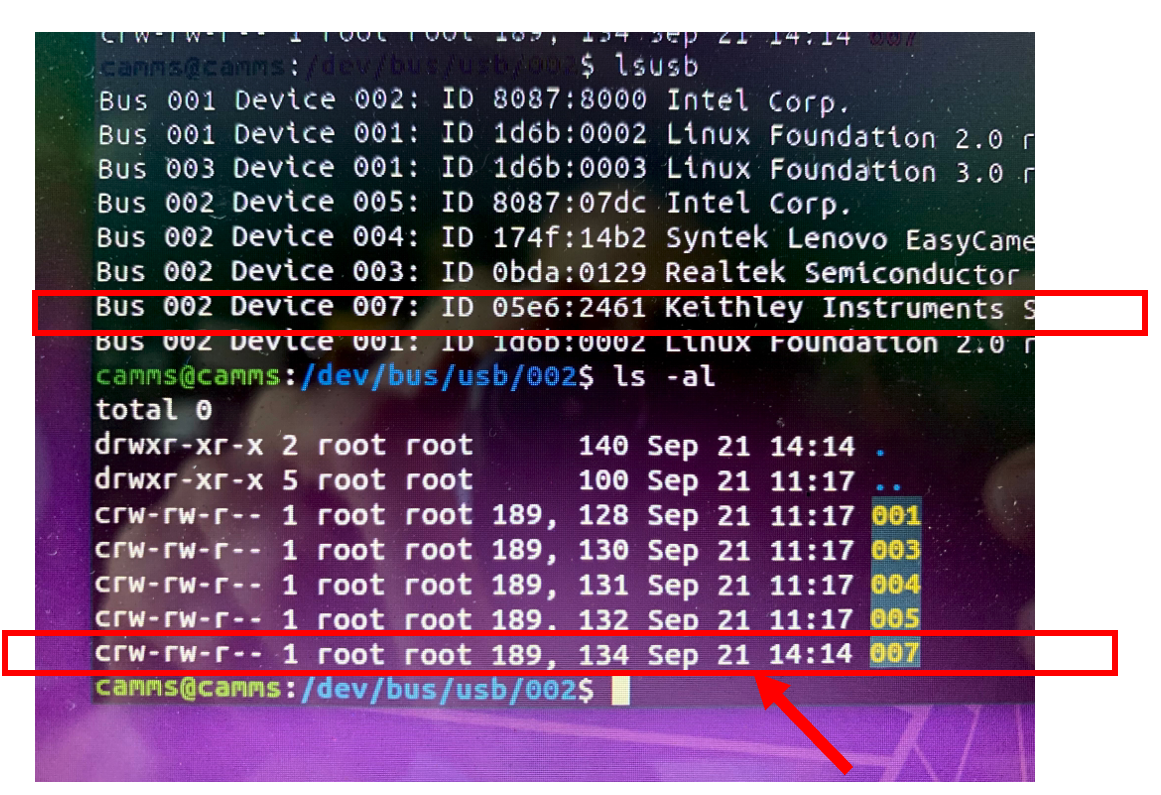 crw-rw-r-- 1 root root 189, 134 Sep 21 14:14 007
camms@camms:/dev/bus/usb/002$ lsusb
Bus 001 Device 002: ID 8087:8000 Intel Corp.
Bus 001 Device 001: ID 1d6b:0002 Linux Foundation 2.0 r
Bus 003 Device 001: ID 1d6b:0003 Linux Foundation 3.0 r
Bus 002 Device 005: ID 8087:07dc Intel Corp.
Bus 002 Device 004: ID 174f:14b2 Syntek Lenovo EasyCame
Bus 002 Device 003: ID 0bda:0129 Realtek Semiconductor
Bus 002 Device 007: ID 05e6:2461 Keithley Instruments S
Bus 002 Device 001: ID 1d6b:0002 Linux Foundation 2.0 r
camms@camms:/dev/bus/usb/002$ ls -al
total 0
drwxr-xr-x 2 root root 140 Sep 21 14:14 .
drwxr-xr-x 5 root root 100 Sep 21 11:17 ..
crw-rw-r-- 1 root root 189, 128 Sep 21 11:17 001
crw-rw-r-- 1 root root 189, 130 Sep 21 11:17 003
crw-rw-r-- 1 root root 189, 131 Sep 21 11:17 004
crw-rw-r-- 1 root root 189, 132 Sep 21 11:17 005
crw-rw-r-- 1 root root 189, 134 Sep 21 14:14 007
camms@camms:/dev/bus/usb/002$